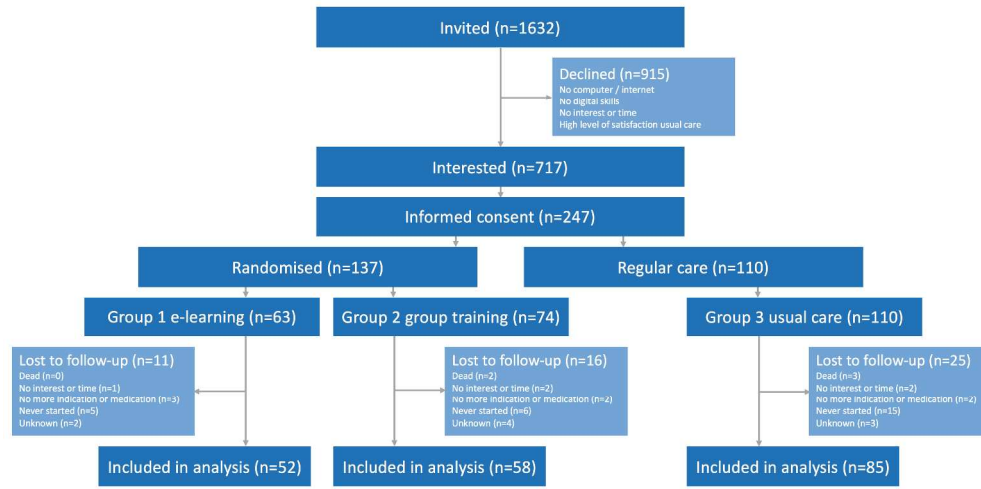 Invited (n=1632)
Declined (n=915)
No computer / internet
No digital skills
No interest or time
High level of satisfaction usual care
Interested (n=717)
Informed consent (n=247)
Randomised (n=137)
Regular care (n=110)
Group 1 e-learning (n=63)
Group 2 group training (n=74)
Group 3 usual care (n=110)
Lost to follow-up (n=11)
Dead (n=0)
No interest or time (n=1)
No more indication or medication (n=3)
Never started (n=5)
Unknown (n=2)
Lost to follow-up (n=16)
Dead (n=2)
No interest or time (n=2)
No more indication or medication (n=2)
Never started (n=6)
Unknown (n=4)
Lost to follow-up (n=25)
Dead (n=3)
No interest or time (n=2)
No more indication or medication (n=2)
Never started (n=15)
Unknown (n=3)
Included in analysis (n=52)
Included in analysis (n=58)
Included in analysis (n=85)